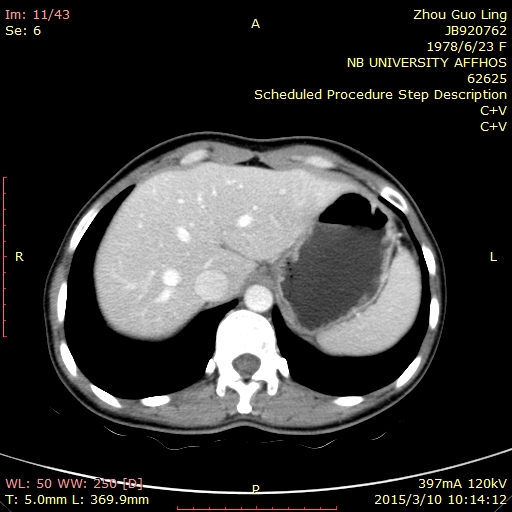 Im: 11/43
Se: 6
A
Zhou Guo Ling
JB920762
1978/6/23 F
NB UNIVERSITY AFFHOS
62625
Scheduled Procedure Step Description
C+V
C+V
R
L
WL: 50 WW: 250 [D]
T: 5.0mm L: 369.9mm
P
397mA 120kV
2015/3/10 10:14:12